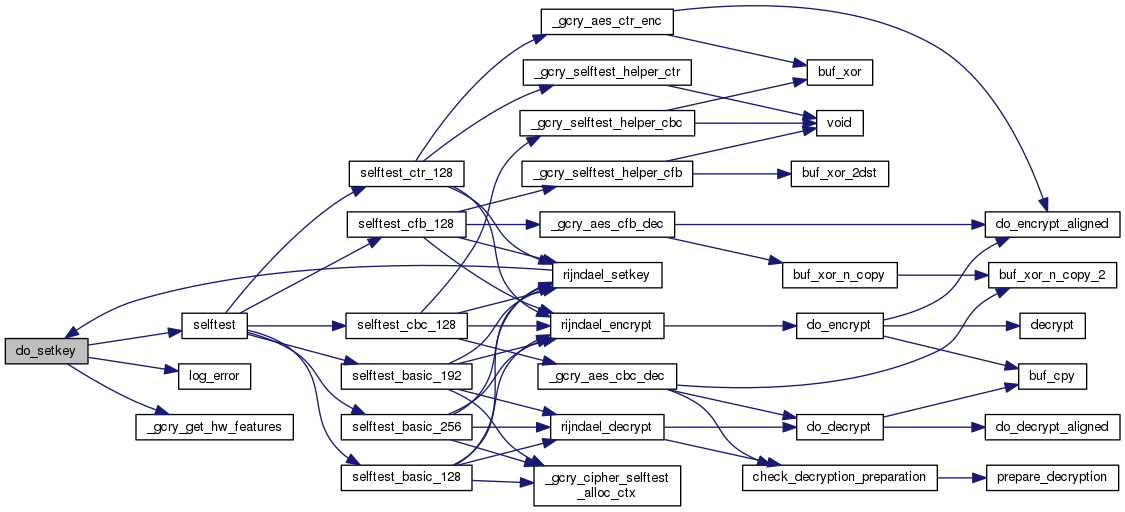 do_setkey
selftest
log_error
_gcry_get_hw_features
selftest_ctr_128
selftest_cfb_128
selftest_cbc_128
selftest_basic_192
selftest_basic_256
selftest_basic_128
_gcry_aes_ctr_enc
_gcry_selftest_helper_ctr
_gcry_selftest_helper_cbc
_gcry_selftest_helper_cfb
_gcry_aes_cfb_dec
rijndael_setkey
rijndael_encrypt
_gcry_aes_cbc_dec
rijndael_decrypt
_gcry_cipher_selftest
_alloc_ctx
buf_xor
void
buf_xor_2dst
buf_xor_n_copy
do_encrypt
do_decrypt
check_decryption_preparation
do_encrypt_aligned
buf_xor_n_copy_2
decrypt
buf_cpy
do_decrypt_aligned
prepare_decryption